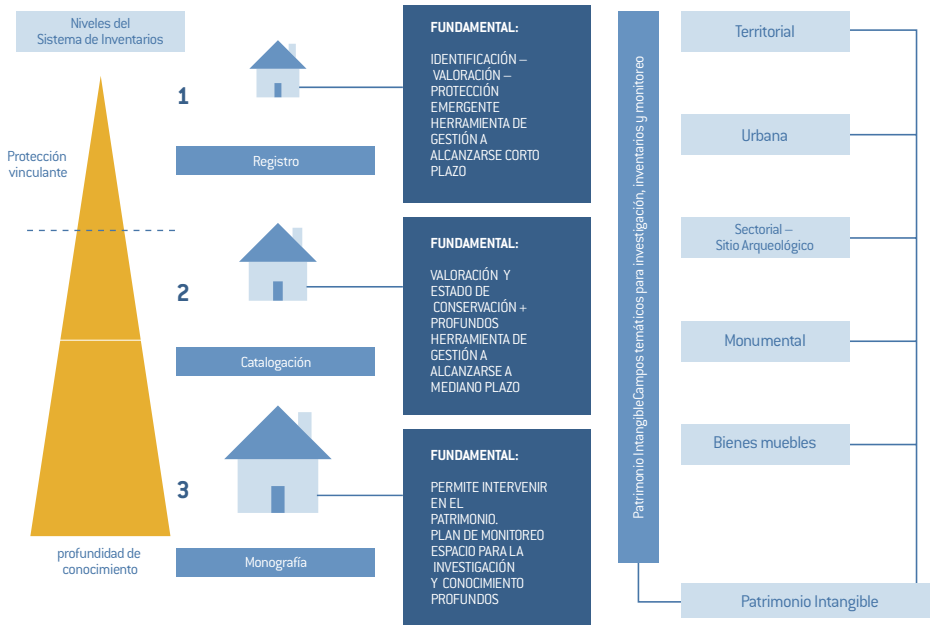 Niveles del
Sistema de Inventarios
Protección
vinculante
profundidad de
conocimiento
1
Registro
FUNDAMENTAL:
IDENTIFICACIÓN –
VALORACIÓN –
PROTECCIÓN
EMERGENTE
HERRAMIENTA DE
GESTIÓN A
ALCANZARSE CORTO
PLAZO
2
Catalogación
FUNDAMENTAL:
VALORACIÓN Y
ESTADO DE
CONSERVACIÓN +
PROFUNDOS
HERRAMIENTA DE
GESTIÓN A
ALCANZARSE A
MEDIANO PLAZO
3
Monografía
FUNDAMENTAL:
PERMITE INTERVENIR
EN EL
PATRIMONIO.
PLAN DE MONITOREO
ESPACIO PARA LA
INVESTIGACIÓN
Y CONOCIMIENTO
PROFUNDOS
Patrimonio IntangibleCampos temáticos para investigación, inventarios y monitoreo
Territorial
Urbana
Sectorial –
Sitio Arqueológico
Monumental
Bienes muebles
Patrimonio Intangible